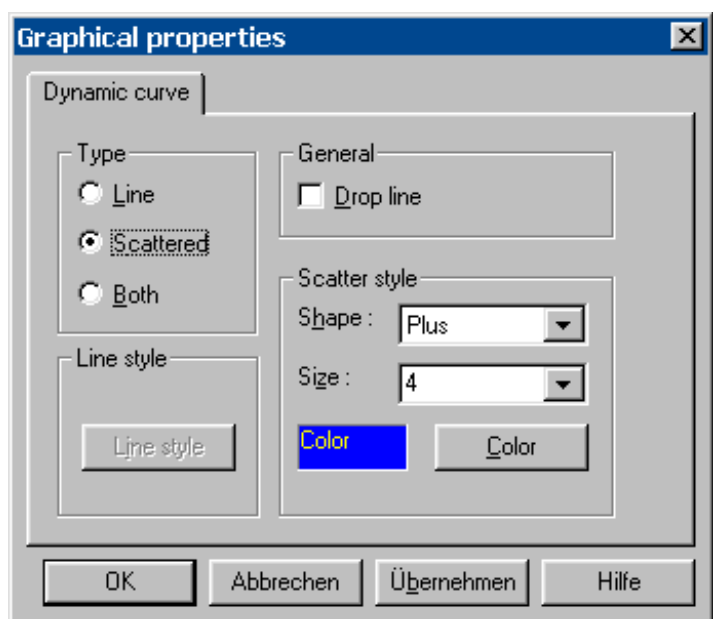 Graphical properties
Dynamic curve
Type
Line
Scattered
Both
General
Drop line
Line style
Line style
Scatter style
Shape : Plus
Size : 4
Color Color
OK Abbrechen Übernehmen Hilfe